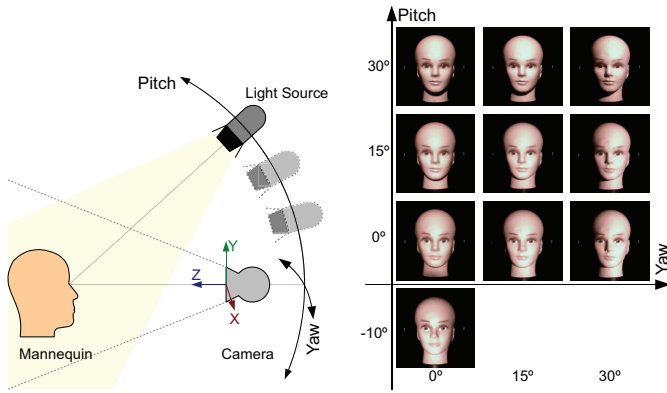 Pitch
Light Source
Y
Z
X
Mannequin
Camera
Yaw
Pitch
30º
15º
0º
-10º
0º
15º
30º
Yaw